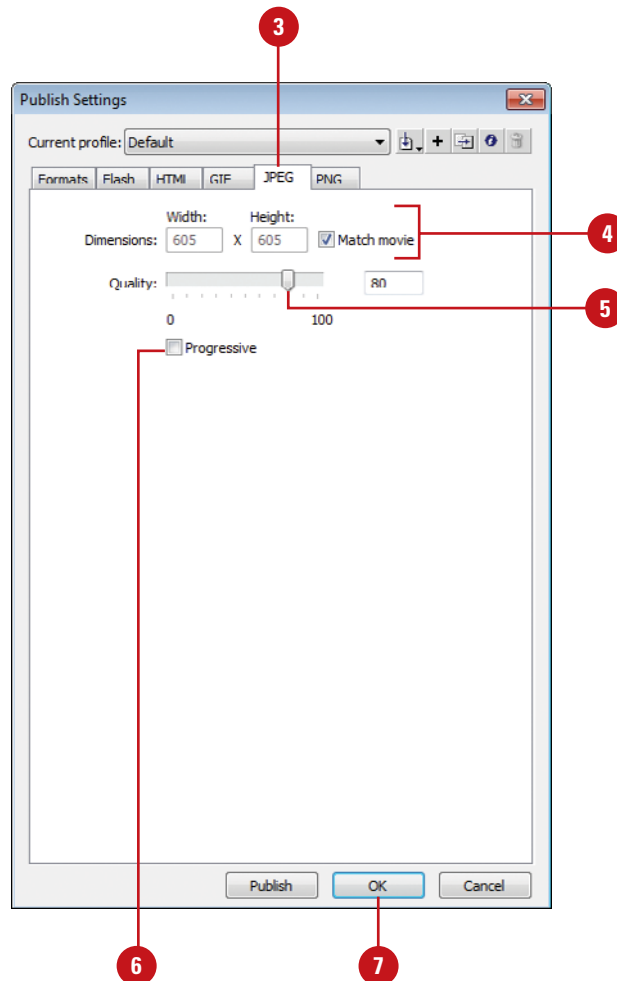 3
Publish Settings
Current profile: Default
Formats Flash HTML GIF JPEG PNG
Width: Height:
Dimensions: 605 X 605 Match movie
4
Quality: 80
5
0 100
Progressive
Publish OK Cancel
6 7